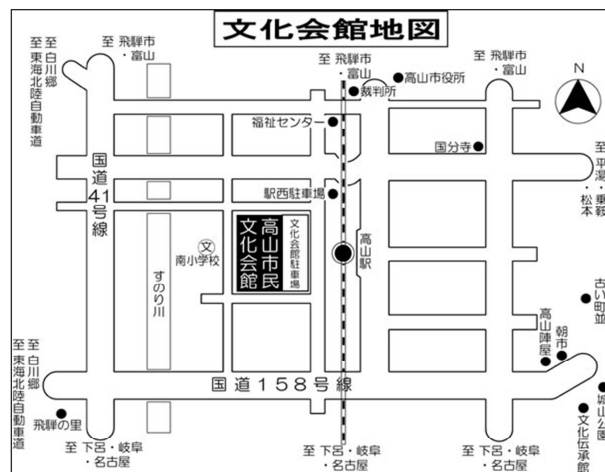 文化会館地図
至 飛騨市
・富山
至 飛騨市
・富山
至 飛騨市
・富山
至 白川郷
至 東海北陸自動車道
高山市役所
裁判所
N
福祉センター
国分寺
国道41号線
駅西駐車場
至 平湯・乗鞍
・松本
文
南小学校
高山市民
文化会館
文化会館駐車場
高山駅
すのり川
古い町並
朝市
高山陣屋
国道158号線
至 白川郷
至 東海北陸自動車道
飛騨の里
城山公園
文化伝承館
至 下呂・岐阜
・名古屋
至 下呂・岐阜
・名古屋
至 下呂・岐阜
・名古屋